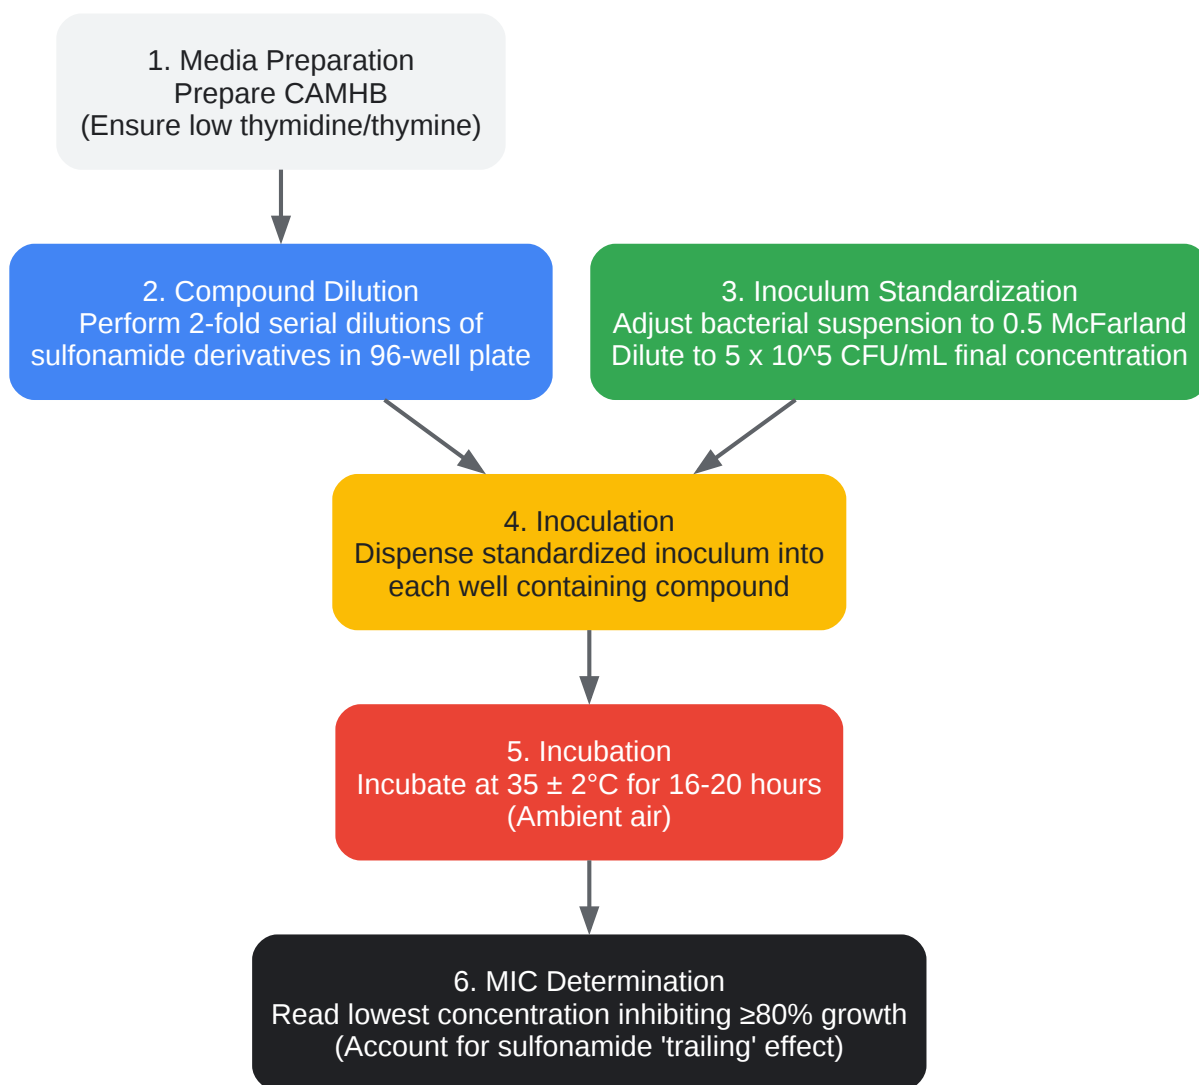 1. Media Preparation
Prepare CAMHB
(Ensure low thymidine/thymine)
2. Compound Dilution
Perform 2-fold serial dilutions of
sulfonamide derivatives in 96-well plate
3. Inoculum Standardization
Adjust bacterial suspension to 0.5 McFarland
Dilute to 5 x 10^5 CFU/mL final concentration
4. Inoculation
Dispense standardized inoculum into
each well containing compound
5. Incubation
Incubate at 35 ± 2°C for 16-20 hours
(Ambient air)
6. MIC Determination
Read lowest concentration inhibiting ≥80% growth
(Account for sulfonamide 'trailing' effect)